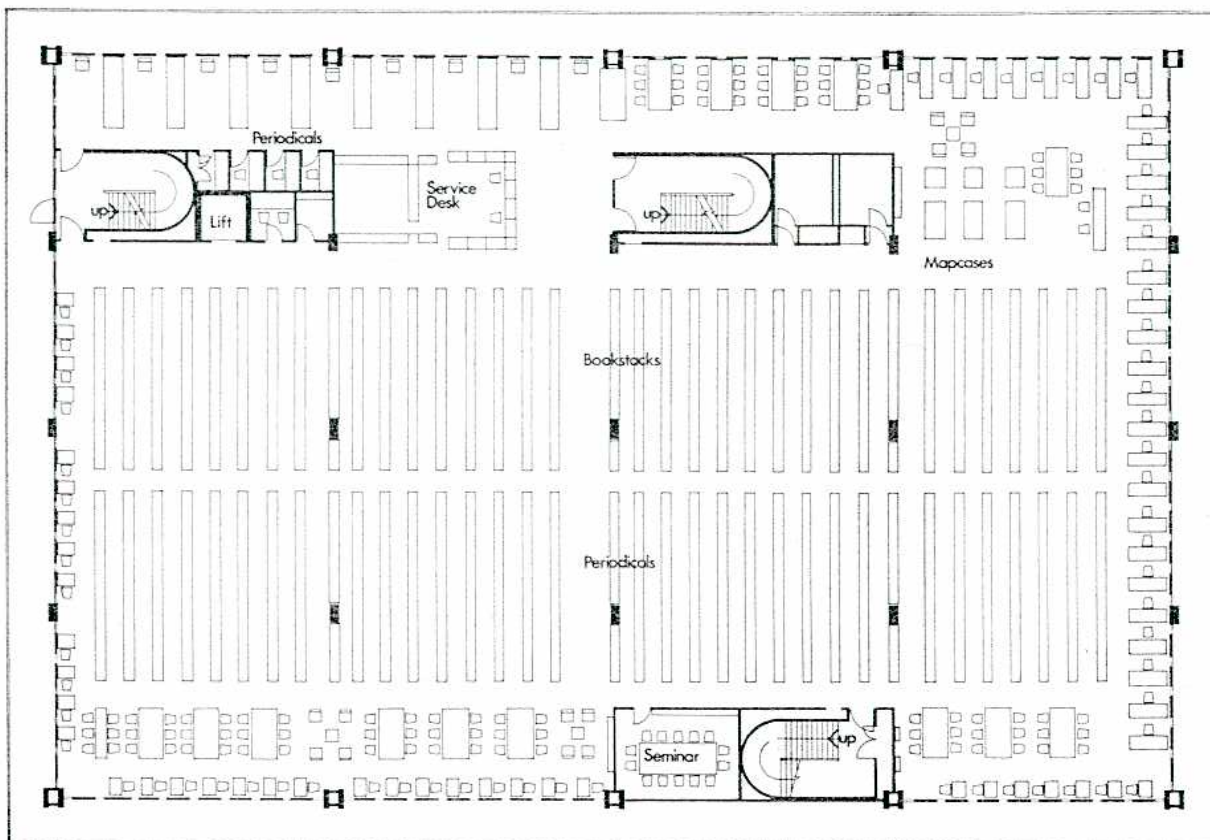 Periodicals
up
Lift
Service
Desk
up
Mapcases
Bookstacks
Periodicals
Seminar
up